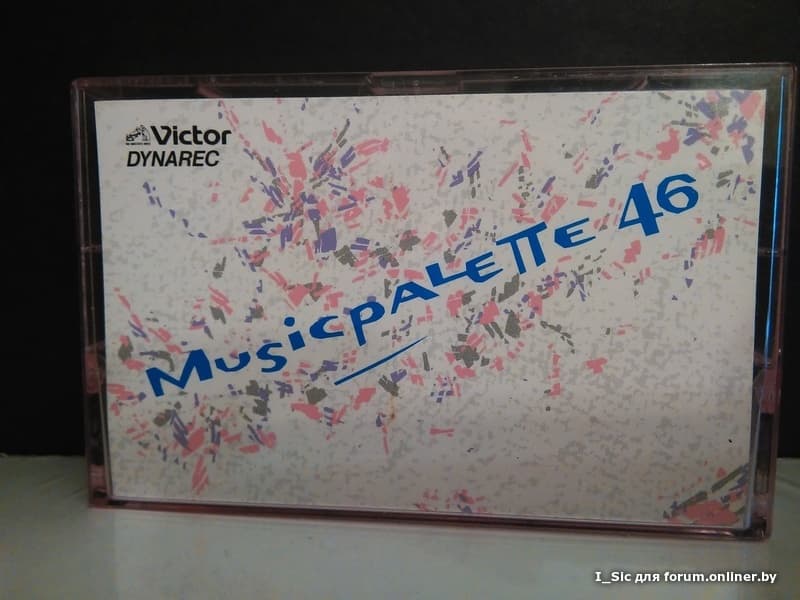 Victor
DYNAREC
MusicpaLETTE 46
I_Sic для forum.onliner.by